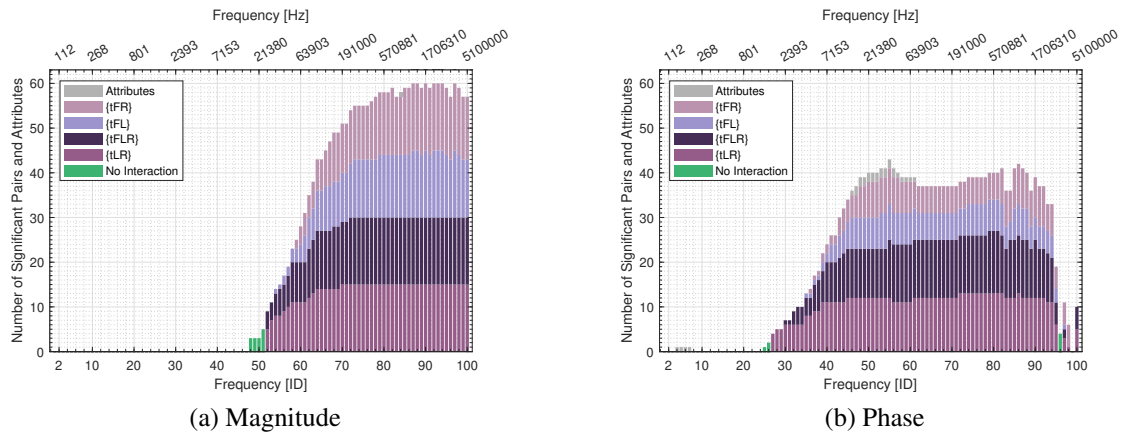 Frequency [Hz]
112 268 801 2393 7153 21380 63903 191000 570881 1706310 5100000
Number of Significant Pairs and Attributes
60
50
40
30
20
10
0
Attributes
{tFR}
{tFL}
{tFLR}
{tLR}
No Interaction
2 10 20 30 40 50 60 70 80 90 100
Frequency [ID]
(a) Magnitude
Frequency [Hz]
112 268 801 2393 7153 21380 63903 191000 570881 1706310 5100000
Number of Significant Pairs and Attributes
60
50
40
30
20
10
0
Attributes
{tFR}
{tFL}
{tFLR}
{tLR}
No Interaction
2 10 20 30 40 50 60 70 80 90 100
Frequency [ID]
(b) Phase